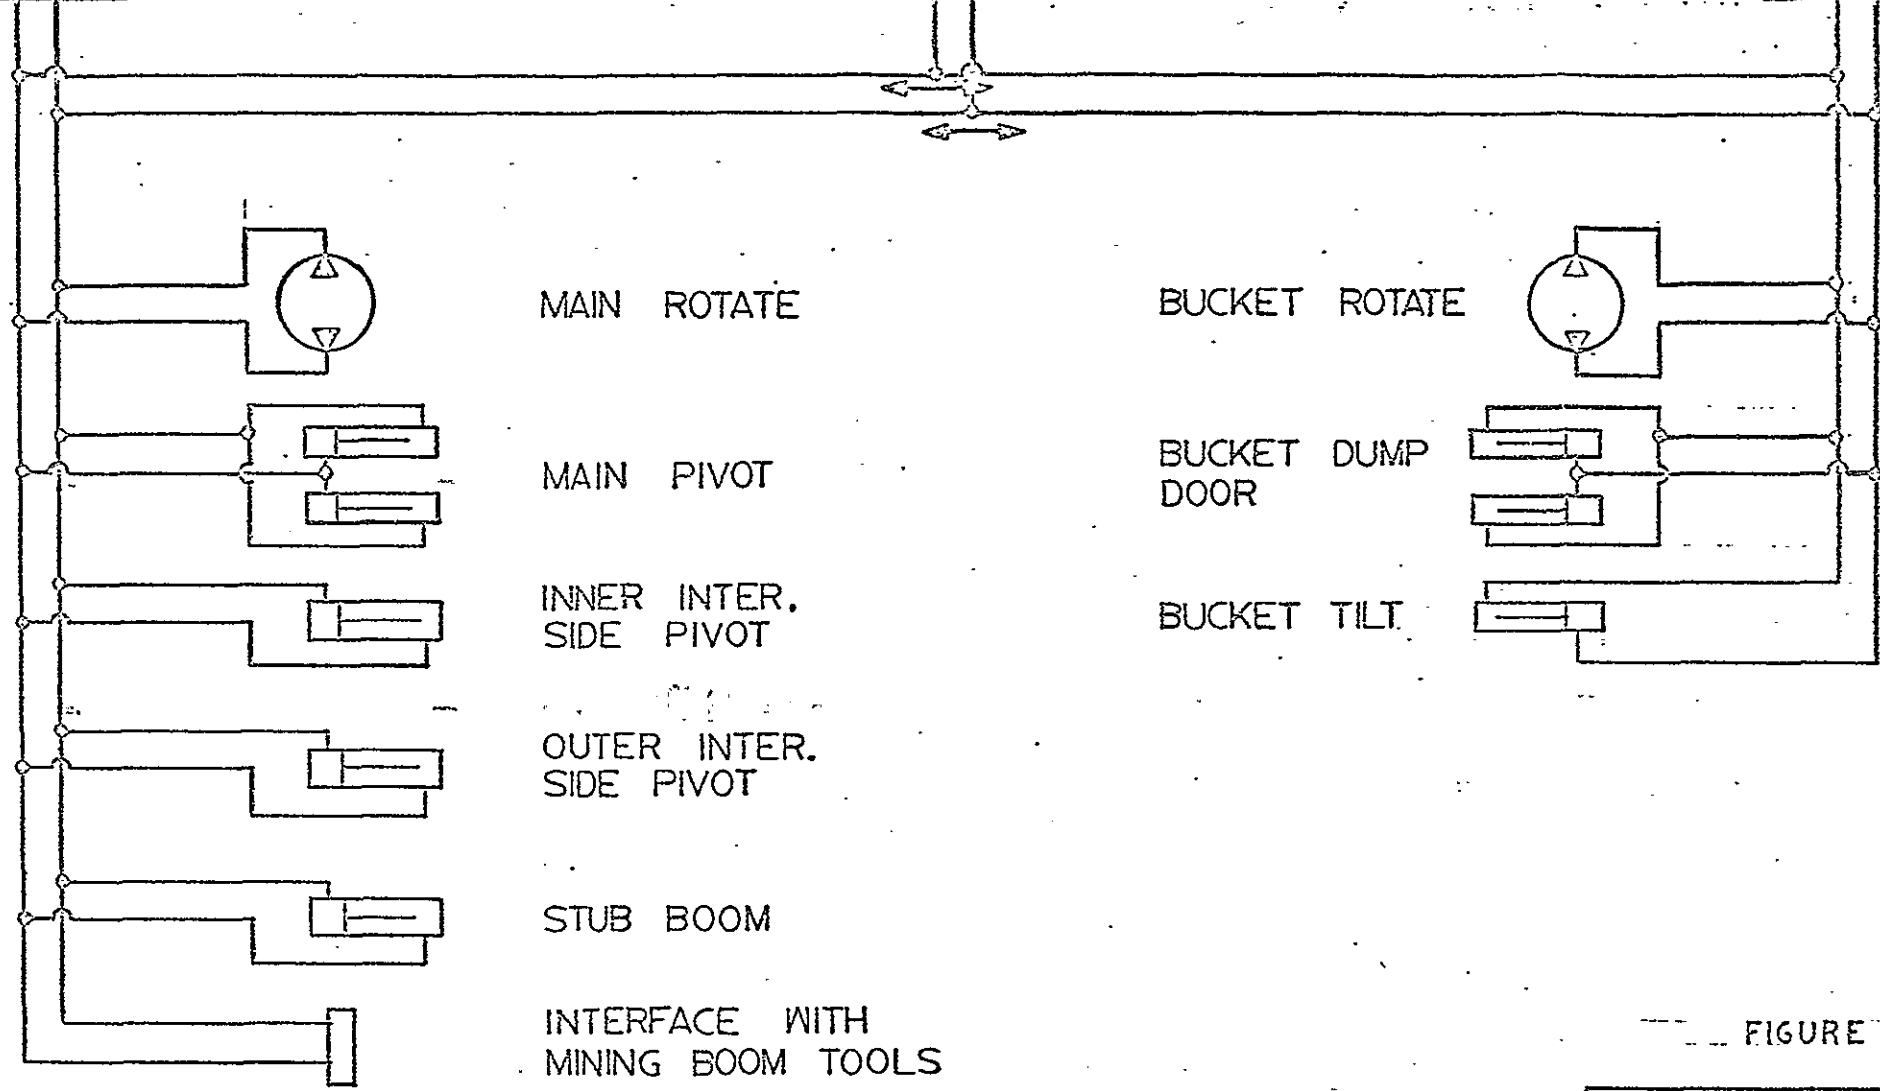 MAIN ROTATE
BUCKET ROTATE
MAIN PIVOT
BUCKET DUMP
DOOR
INNER INTER.
SIDE PIVOT
BUCKET TILT
OUTER INTER.
SIDE PIVOT
STUB BOOM
INTERFACE WITH
MINING BOOM TOOLS
FIGURE